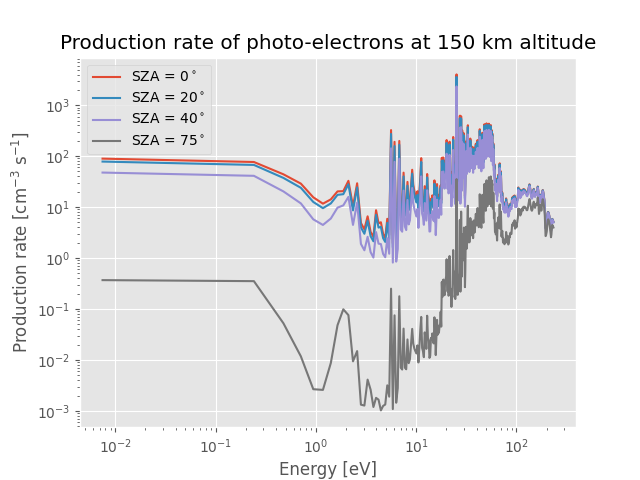 Production rate of photo-electrons at 150 km altitude
SZA = 0°
SZA = 20°
SZA = 40°
SZA = 75°
Production rate [cm⁻³ s⁻¹]
10³
10²
10¹
10⁰
10⁻¹
10⁻²
10⁻³
10⁻² 10⁻¹ 10⁰ 10¹ 10²
Energy [eV]